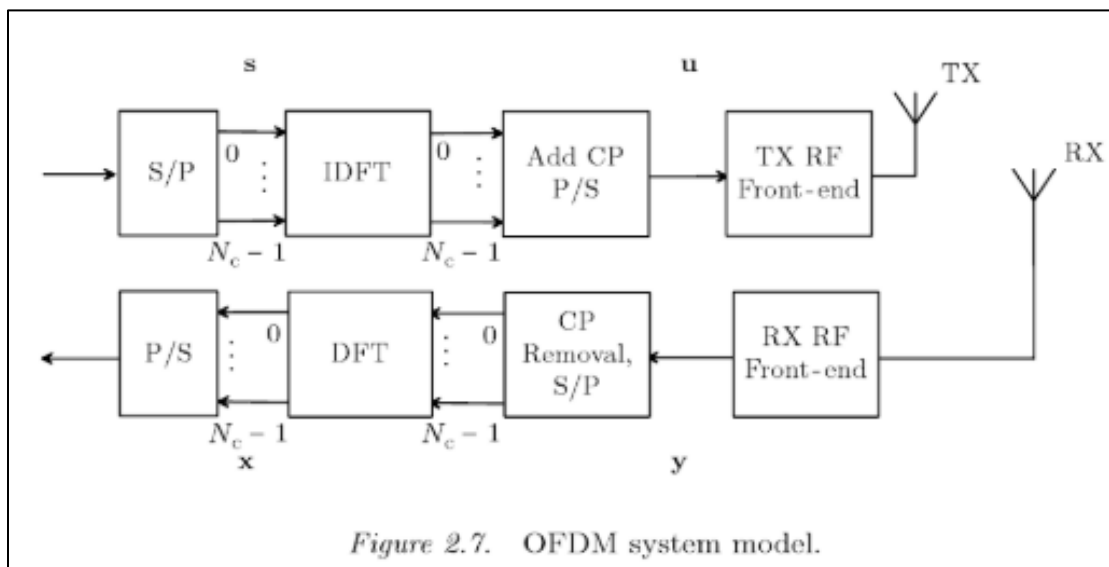 s
u
TX
S/P
0
⋮
N_c − 1
IDFT
0
⋮
N_c − 1
Add CP
P/S
TX RF
Front-end
RX
P/S
0
⋮
N_c − 1
DFT
0
⋮
N_c − 1
CP
Removal,
S/P
RX RF
Front-end
x
y
Figure 2.7. OFDM system model.